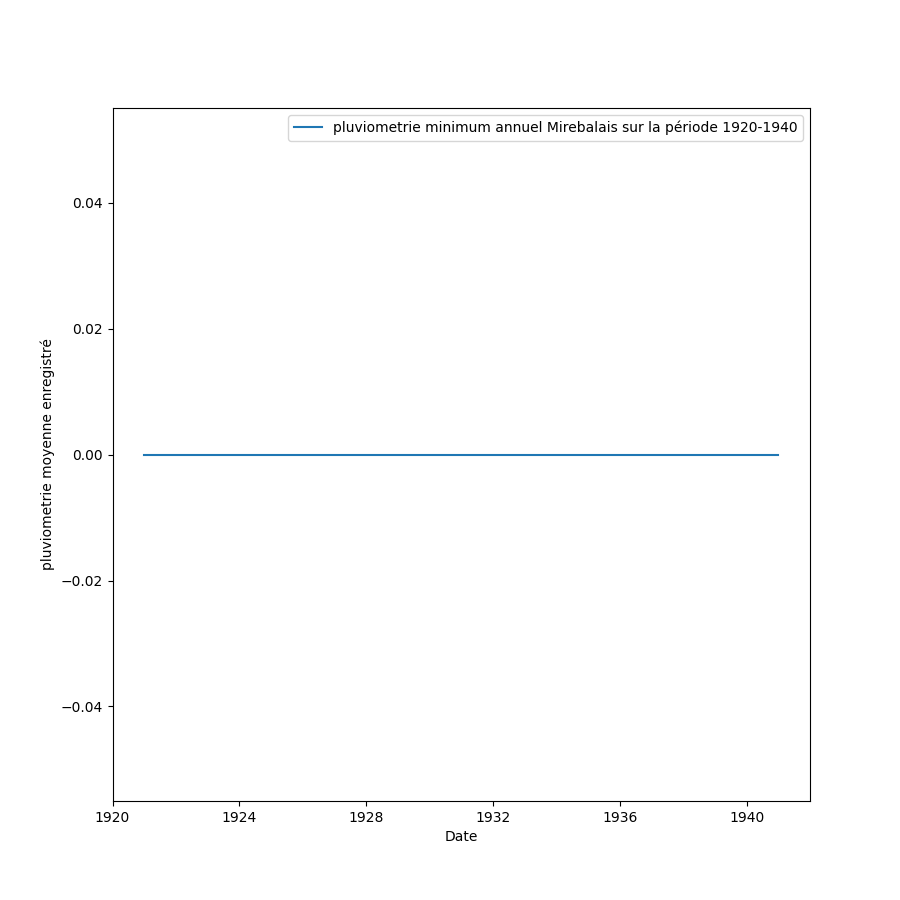 pluviometrie minimum annuel Mirebalais sur la période 1920-1940
0.04
0.02
0.00
−0.02
−0.04
pluviometrie moyenne enregistré
1920 1924 1928 1932 1936 1940
Date